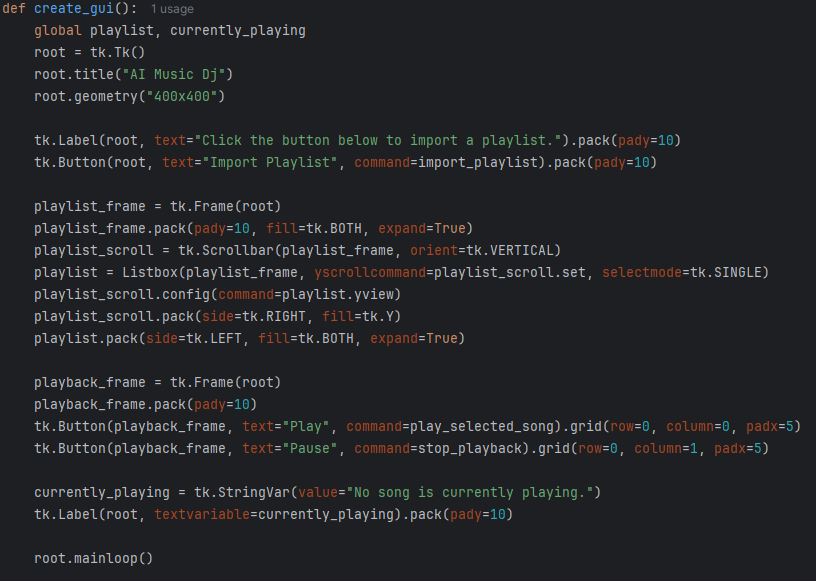 def create_gui():  1 usage
    global playlist, currently_playing
    root = tk.Tk()
    root.title("AI Music Dj")
    root.geometry("400x400")

    tk.Label(root, text="Click the button below to import a playlist.").pack(pady=10)
    tk.Button(root, text="Import Playlist", command=import_playlist).pack(pady=10)

    playlist_frame = tk.Frame(root)
    playlist_frame.pack(pady=10, fill=tk.BOTH, expand=True)
    playlist_scroll = tk.Scrollbar(playlist_frame, orient=tk.VERTICAL)
    playlist = Listbox(playlist_frame, yscrollcommand=playlist_scroll.set, selectmode=tk.SINGLE)
    playlist_scroll.config(command=playlist.yview)
    playlist_scroll.pack(side=tk.RIGHT, fill=tk.Y)
    playlist.pack(side=tk.LEFT, fill=tk.BOTH, expand=True)

    playback_frame = tk.Frame(root)
    playback_frame.pack(pady=10)
    tk.Button(playback_frame, text="Play", command=play_selected_song).grid(row=0, column=0, padx=5)
    tk.Button(playback_frame, text="Pause", command=stop_playback).grid(row=0, column=1, padx=5)

    currently_playing = tk.StringVar(value="No song is currently playing.")
    tk.Label(root, textvariable=currently_playing).pack(pady=10)

    root.mainloop()